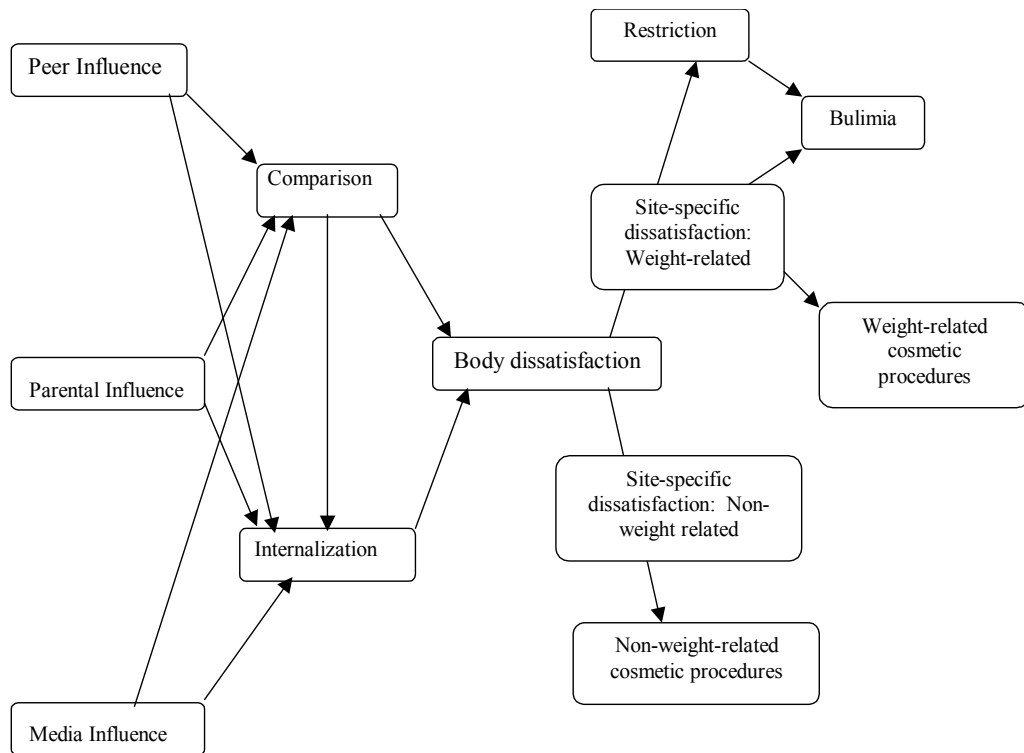 Restriction
Peer Influence
Bulimia
Comparison
Site-specific
dissatisfaction:
Weight-related
Weight-related
cosmetic
procedures
Body dissatisfaction
Parental Influence
Site-specific
dissatisfaction: Non-
weight related
Internalization
Non-weight-related
cosmetic procedures
Media Influence